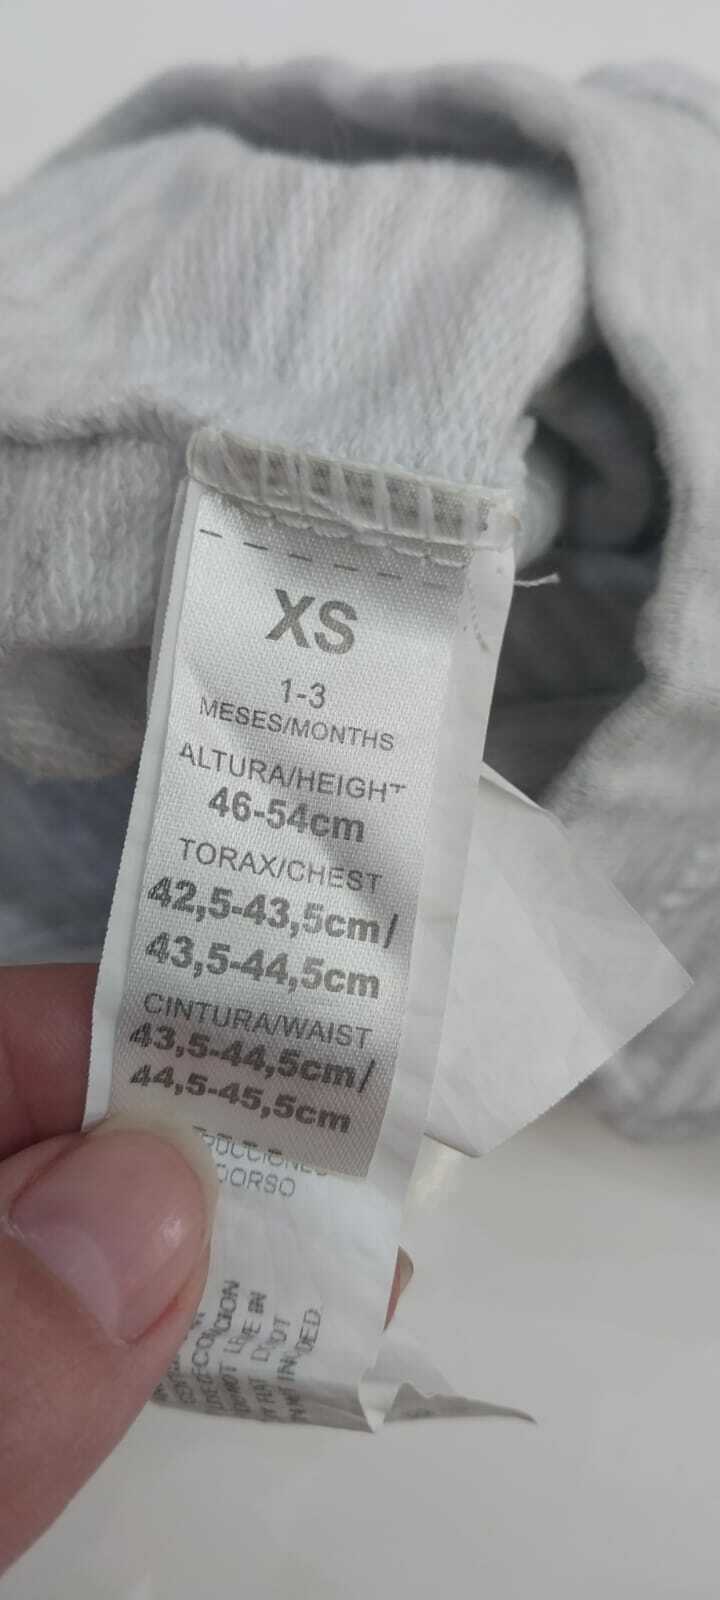 XS
1-3
MESES/MONTHS
ALTURA/HEIGHT
46-54cm
TORAX/CHEST
42,5-43,5cm/
43,5-44,5cm
CINTURA/WAIST
43,5-44,5cm/
44,5-45,5cm